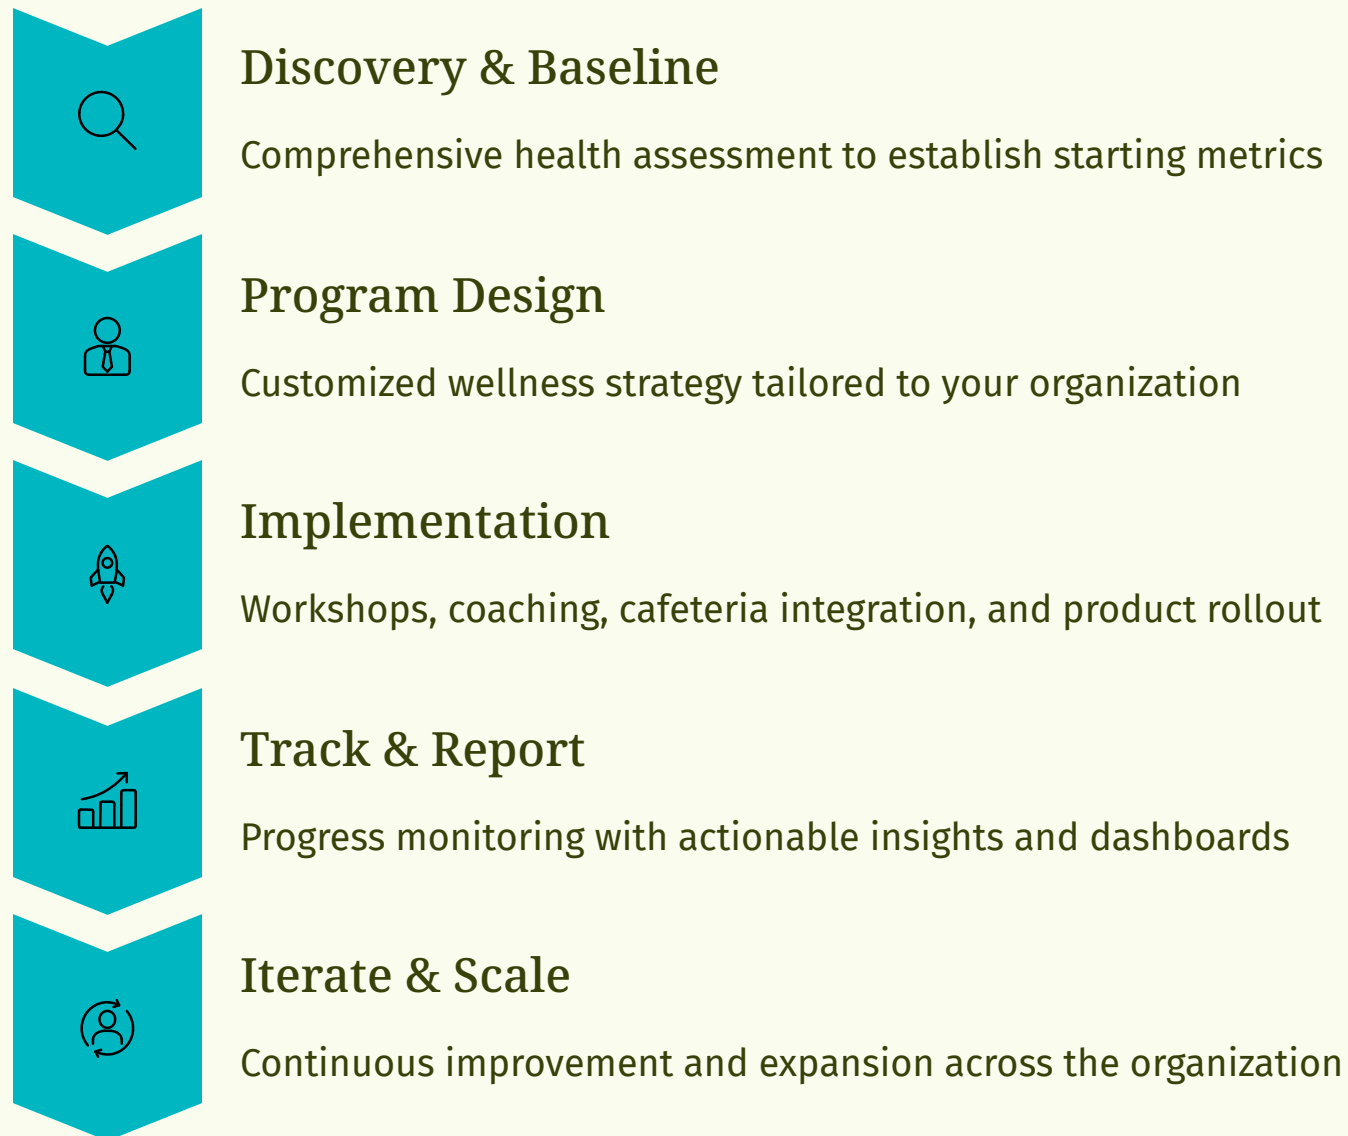 Discovery & Baseline
Comprehensive health assessment to establish starting metrics
Program Design
Customized wellness strategy tailored to your organization
Implementation
Workshops, coaching, cafeteria integration, and product rollout
Track & Report
Progress monitoring with actionable insights and dashboards
Iterate & Scale
Continuous improvement and expansion across the organization